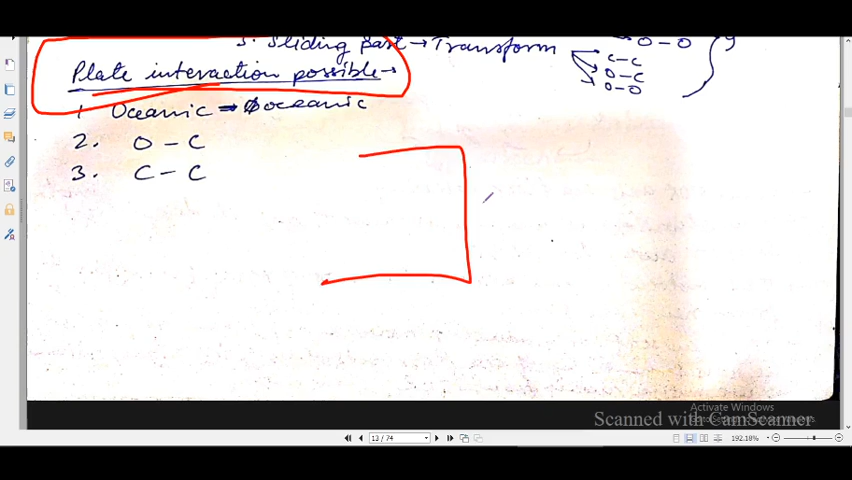 3. Sliding past → Transform
O – O
C – C
O – C
O – O
Plate interaction possible→
1 Oceanic → oceanic
2. O – C
3. C – C
Activate Windows
Scanned with CamScanner
13 / 74
192.18%